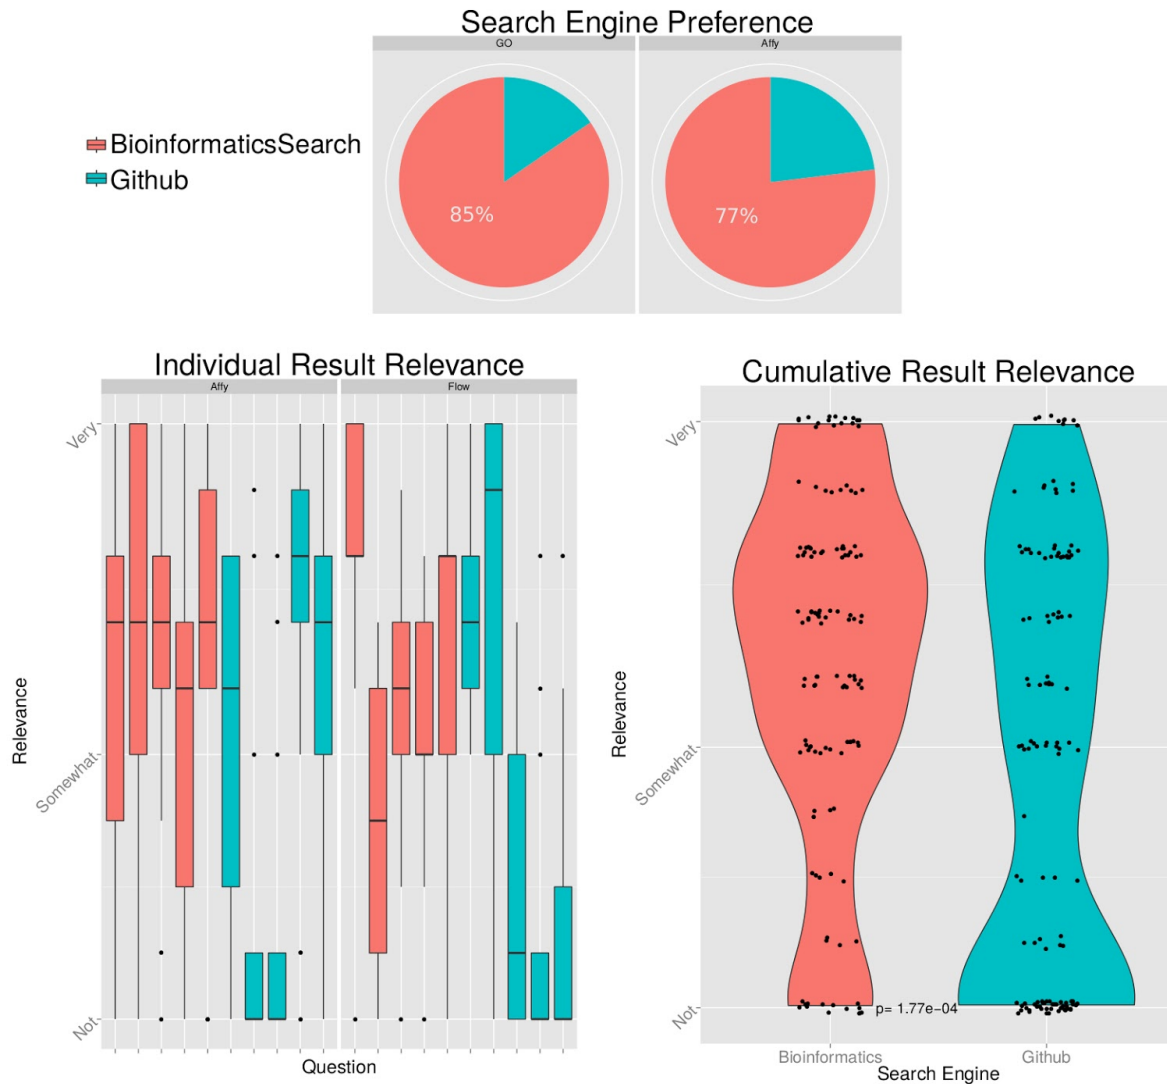 Search Engine Preference
GO
Affy
BioinformaticsSearch
Github
85%
77%
Individual Result Relevance
Affy
Flow
Very
Somewhat
Not
Relevance
Question
Cumulative Result Relevance
Very
Somewhat
Not
Relevance
p= 1.77e-04
Bioinformatics
Github
Search Engine